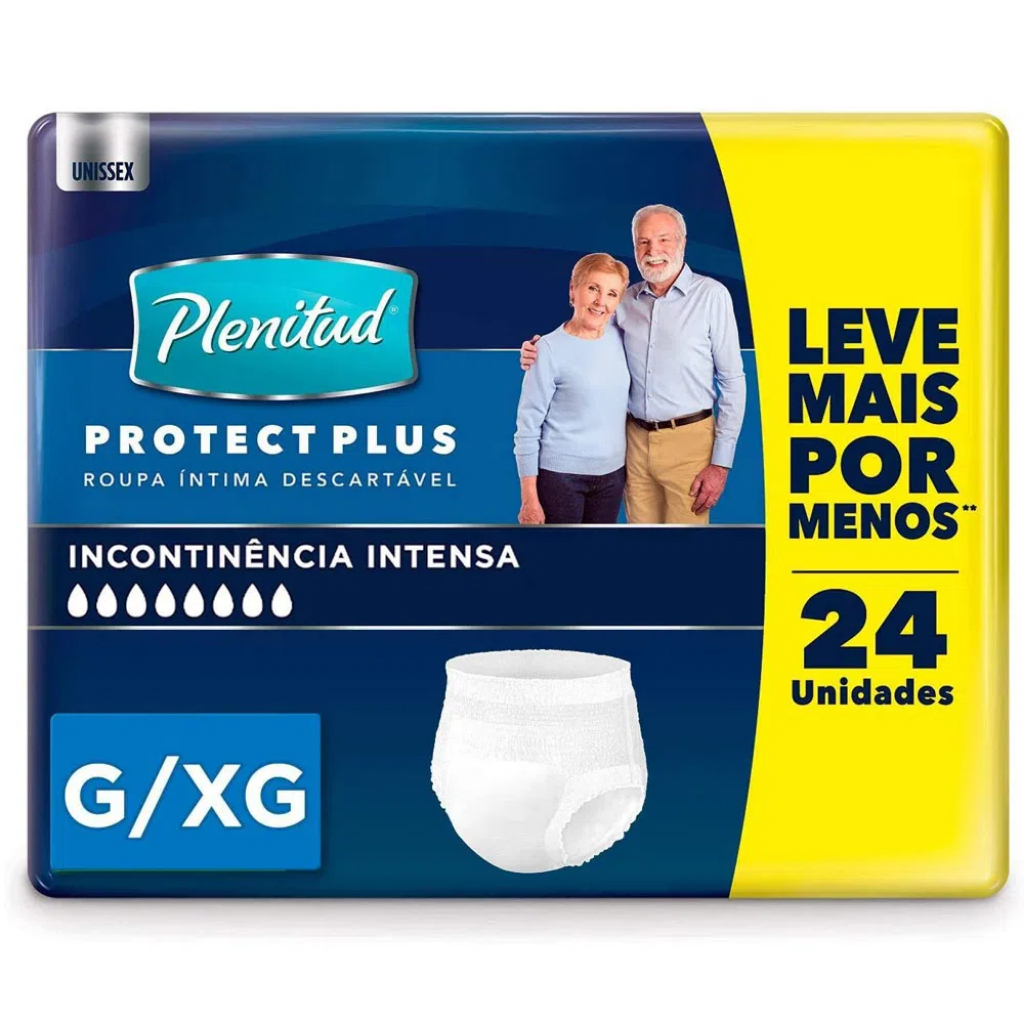 UNISSEX
Plenitud®
PROTECT PLUS
ROUPA ÍNTIMA DESCARTÁVEL
INCONTINÊNCIA INTENSA
G/XG
LEVE
MAIS
POR
MENOS**
24
Unidades